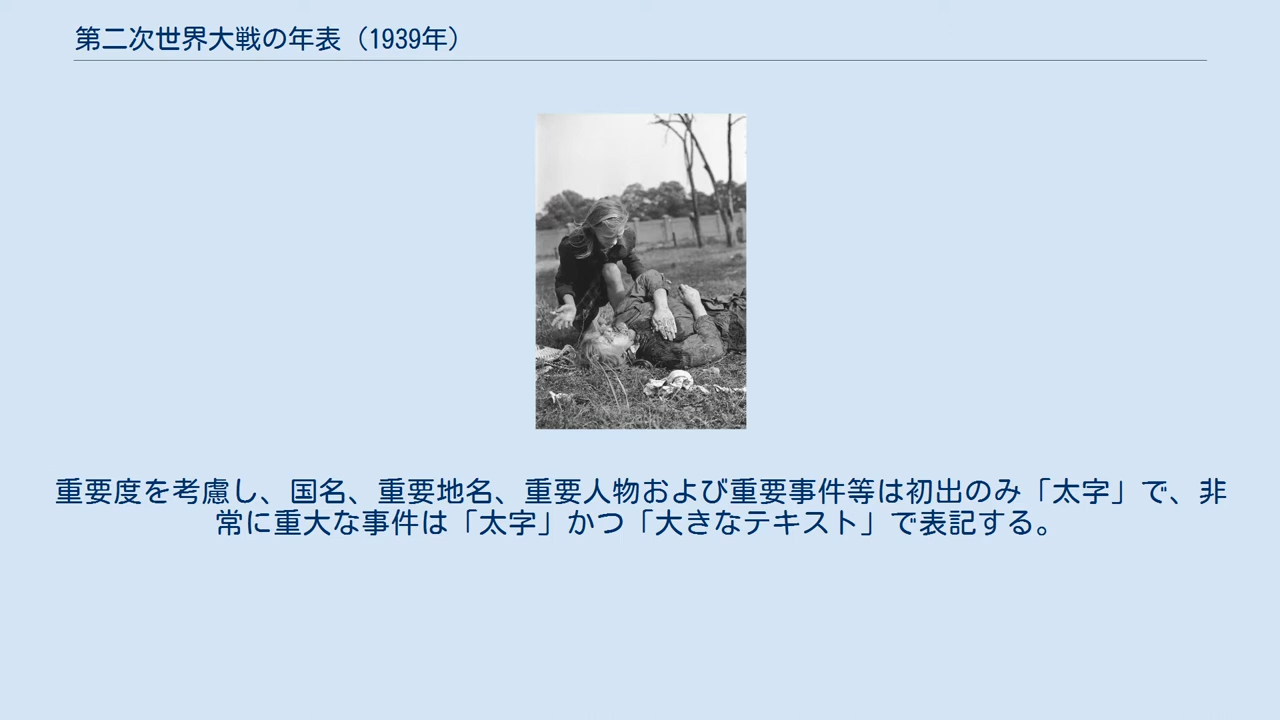 第二次世界大戦の年表（1939年）
重要度を考慮し、国名、重要地名、重要人物および重要事件等は初出のみ「太字」で、非
常に重大な事件は「太字」かつ「大きなテキスト」で表記する。